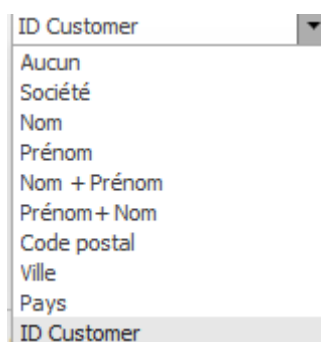 ID Customer
Aucun
Société
Nom
Prénom
Nom + Prénom
Prénom+ Nom
Code postal
Ville
Pays
ID Customer